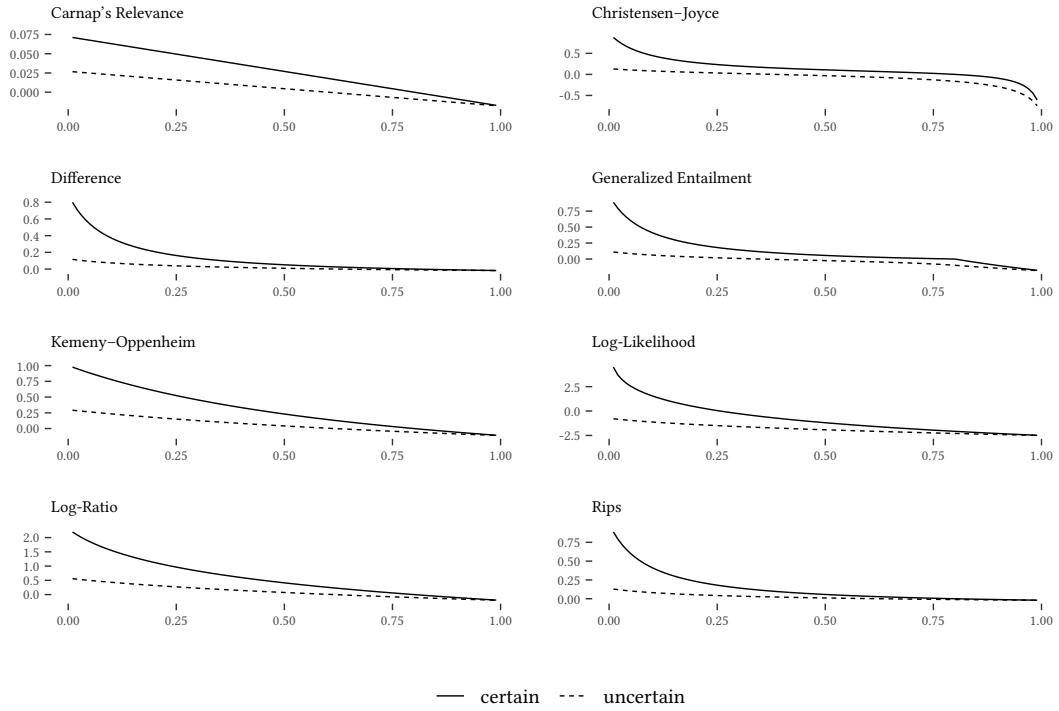 Carnap's Relevance
0.075
0.050
0.025
0.000
0.00 0.25 0.50 0.75 1.00
Christensen–Joyce
0.5
0.0
-0.5
0.00 0.25 0.50 0.75 1.00
Difference
0.8
0.6
0.4
0.2
0.0
0.00 0.25 0.50 0.75 1.00
Generalized Entailment
0.75
0.50
0.25
0.00
0.00 0.25 0.50 0.75 1.00
Kemeny–Oppenheim
1.00
0.75
0.50
0.25
0.00
0.00 0.25 0.50 0.75 1.00
Log-Likelihood
2.5
0.0
-2.5
0.00 0.25 0.50 0.75 1.00
Log-Ratio
2.0
1.5
1.0
0.5
0.0
0.00 0.25 0.50 0.75 1.00
Rips
0.75
0.50
0.25
0.00
0.00 0.25 0.50 0.75 1.00
certain uncertain